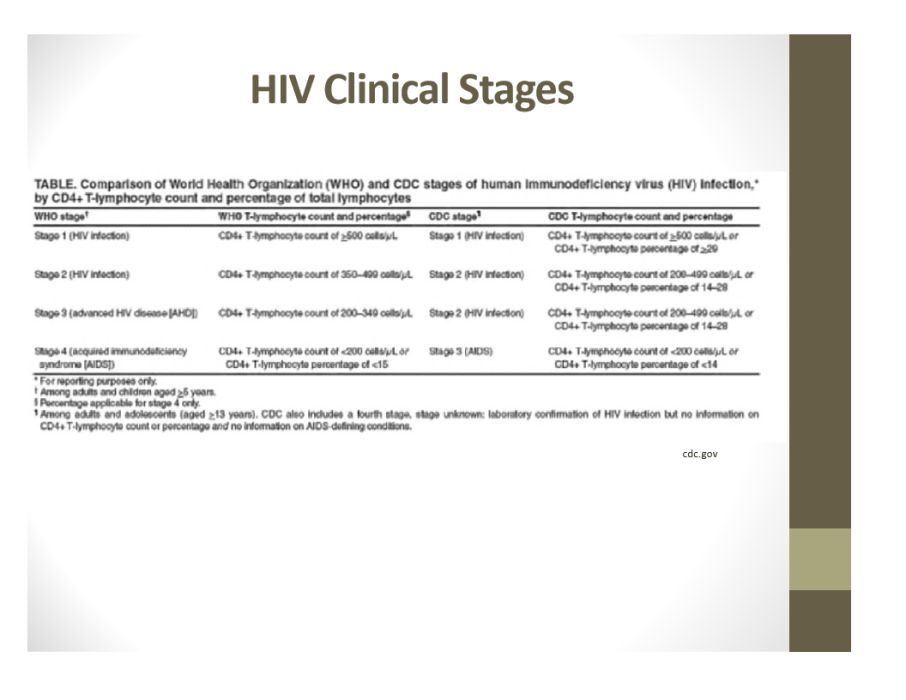 HIV Clinical Stages
TABLE. Comparison of World Health Organization (WHO) and CDC stages of human immunodeficiency virus (HIV) infection,*
by CD4+ T-lymphocyte count and percentage of total lymphocytes
WHO stage† WHO T-lymphocyte count and percentage§ CDC stage¶ CDC T-lymphocyte count and percentage
Stage 1 (HIV infection) CD4+ T-lymphocyte count of ≥500 cells/μL Stage 1 (HIV infection) CD4+ T-lymphocyte count of ≥500 cells/μL or
CD4+ T-lymphocyte percentage of ≥29
Stage 2 (HIV infection) CD4+ T-lymphocyte count of 350–499 cells/μL Stage 2 (HIV infection) CD4+ T-lymphocyte count of 200–499 cells/μL or
CD4+ T-lymphocyte percentage of 14–28
Stage 3 (advanced HIV disease [AHD]) CD4+ T-lymphocyte count of 200–349 cells/μL Stage 2 (HIV infection) CD4+ T-lymphocyte count of 200–499 cells/μL or
CD4+ T-lymphocyte percentage of 14–28
Stage 4 (acquired immunodeficiency CD4+ T-lymphocyte count of <200 cells/μL or Stage 3 (AIDS) CD4+ T-lymphocyte count of <200 cells/μL or
syndrome [AIDS]) CD4+ T-lymphocyte percentage of <15 CD4+ T-lymphocyte percentage of <14
* For reporting purposes only.
† Among adults and children aged ≥5 years.
§ Percentage applicable for stage 4 only.
¶ Among adults and adolescents (aged ≥13 years). CDC also includes a fourth stage, stage unknown: laboratory confirmation of HIV infection but no information on
CD4+ T-lymphocyte count or percentage and no information on AIDS-defining conditions.
cdc.gov